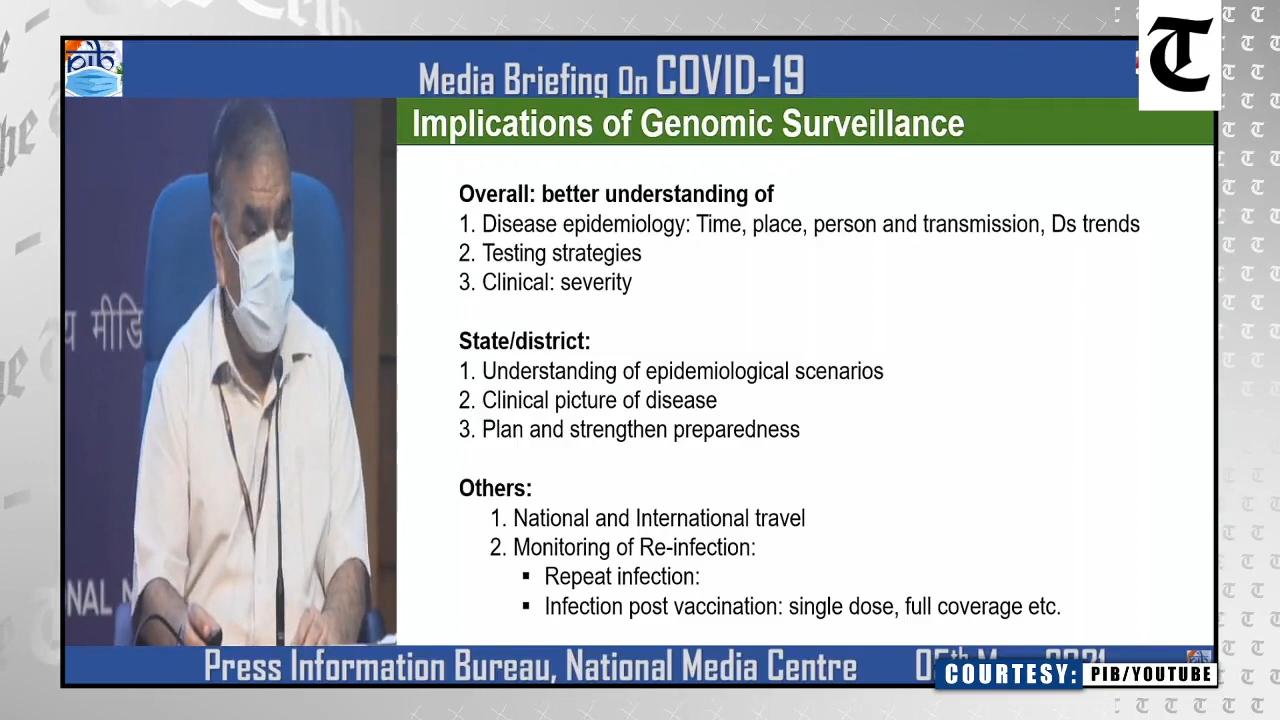 pib
Media Briefing On COVID-19
Implications of Genomic Surveillance
Overall: better understanding of
1. Disease epidemiology: Time, place, person and transmission, Ds trends
2. Testing strategies
3. Clinical: severity
State/district:
1. Understanding of epidemiological scenarios
2. Clinical picture of disease
3. Plan and strengthen preparedness
Others:
1. National and International travel
2. Monitoring of Re-infection:
▪ Repeat infection:
▪ Infection post vaccination: single dose, full coverage etc.
मीडि
NAL
Press Information Bureau, National Media Centre
COURTESY: PIB/YOUTUBE